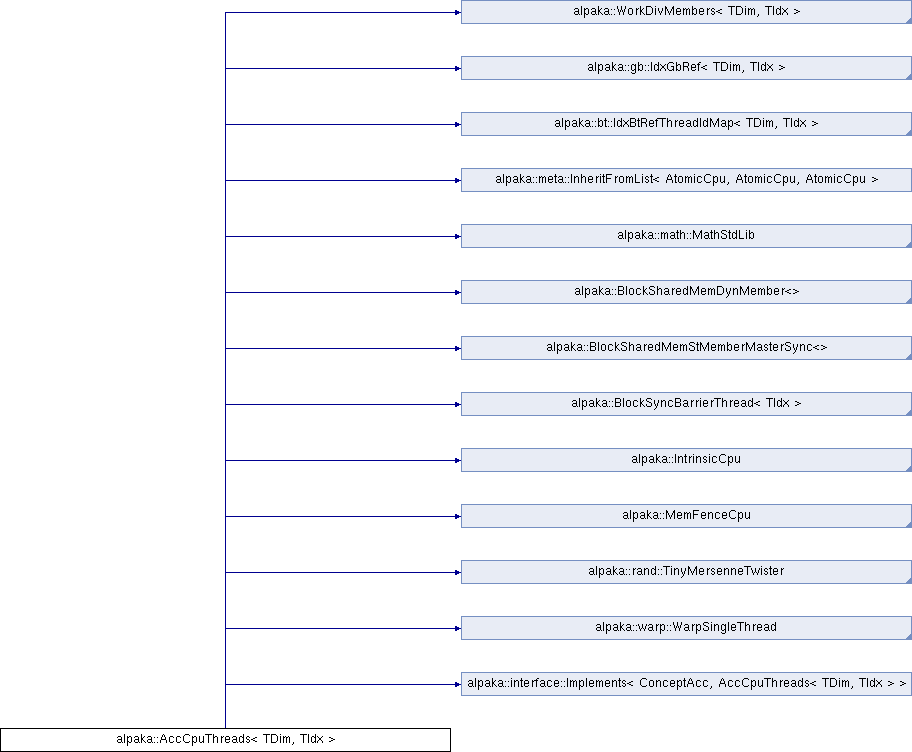 alpaka::WorkDivMembers< TDim, TIdx >
alpaka::gb::IdxGbRef< TDim, TIdx >
alpaka::bt::IdxBtRefThreadIdMap< TDim, TIdx >
alpaka::meta::InheritFromList< AtomicCpu, AtomicCpu, AtomicCpu >
alpaka::math::MathStdLib
alpaka::BlockSharedMemDynMember<>
alpaka::BlockSharedMemStMemberMasterSync<>
alpaka::BlockSyncBarrierThread< TIdx >
alpaka::IntrinsicCpu
alpaka::MemFenceCpu
alpaka::rand::TinyMersenneTwister
alpaka::warp::WarpSingleThread
alpaka::interface::Implements< ConceptAcc, AccCpuThreads< TDim, TIdx > >
alpaka::AccCpuThreads< TDim, TIdx >